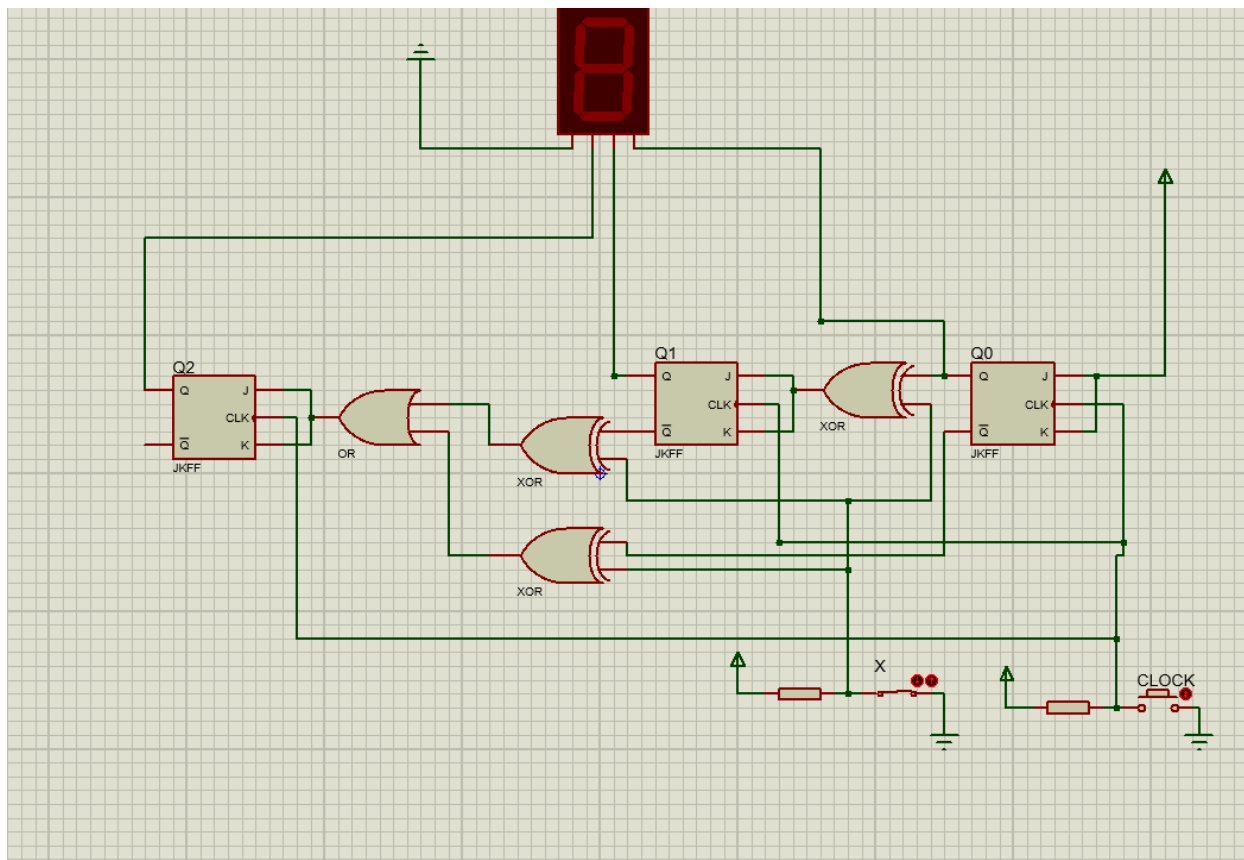 Q2
Q
J
CLK
Q
K
JKFF
OR
XOR
XOR
Q1
Q
J
CLK
Q
K
JKFF
XOR
Q0
Q
J
CLK
Q
K
JKFF
X
CLOCK